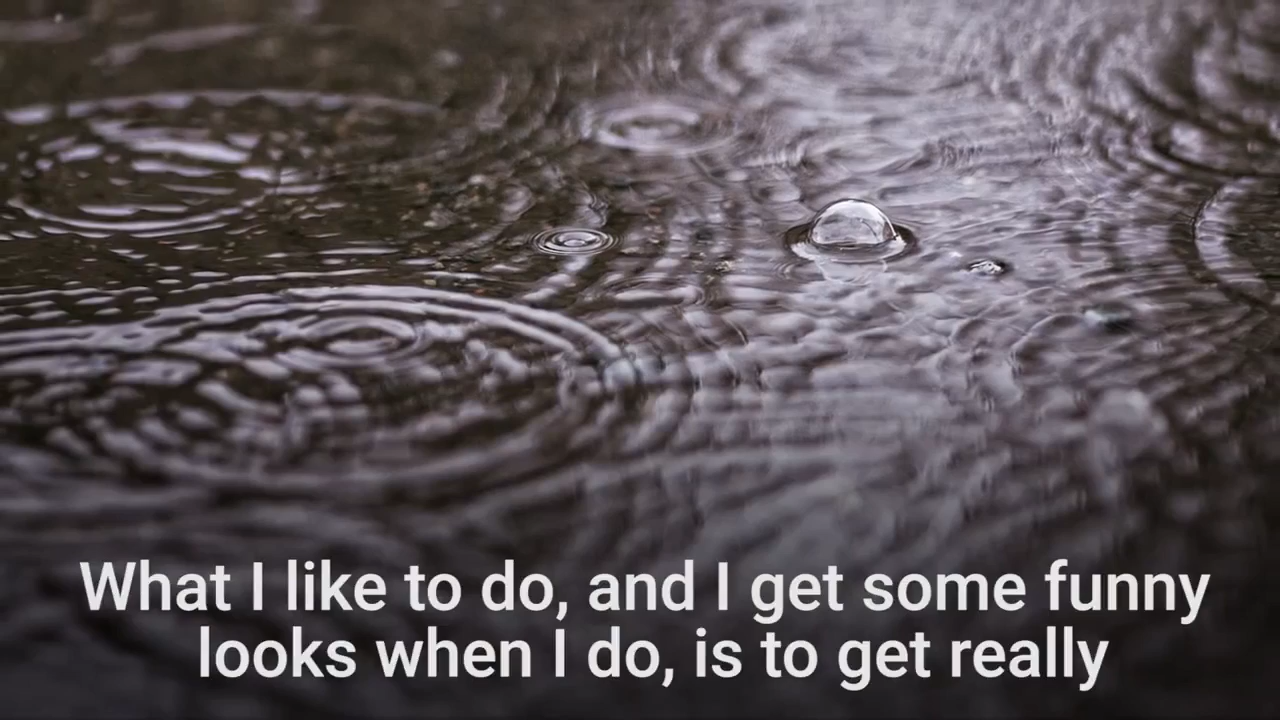 What I like to do, and I get some funny
looks when I do, is to get really